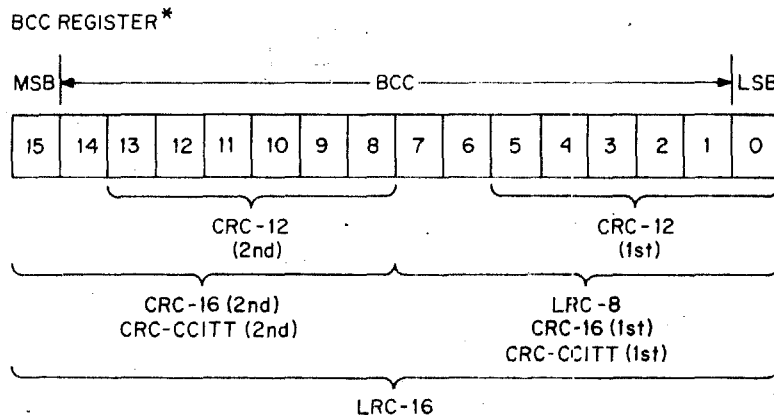 BCC REGISTER*
MSB BCC LSB
15 14 13 12 11 10 9 8 7 6 5 4 3 2 1 0
CRC-12 CRC-12
(2nd) (1st)
CRC-16 (2nd) LRC-8
CRC-CCITT (2nd) CRC-16 (1st)
CRC-CCITT (1st)
LRC-16